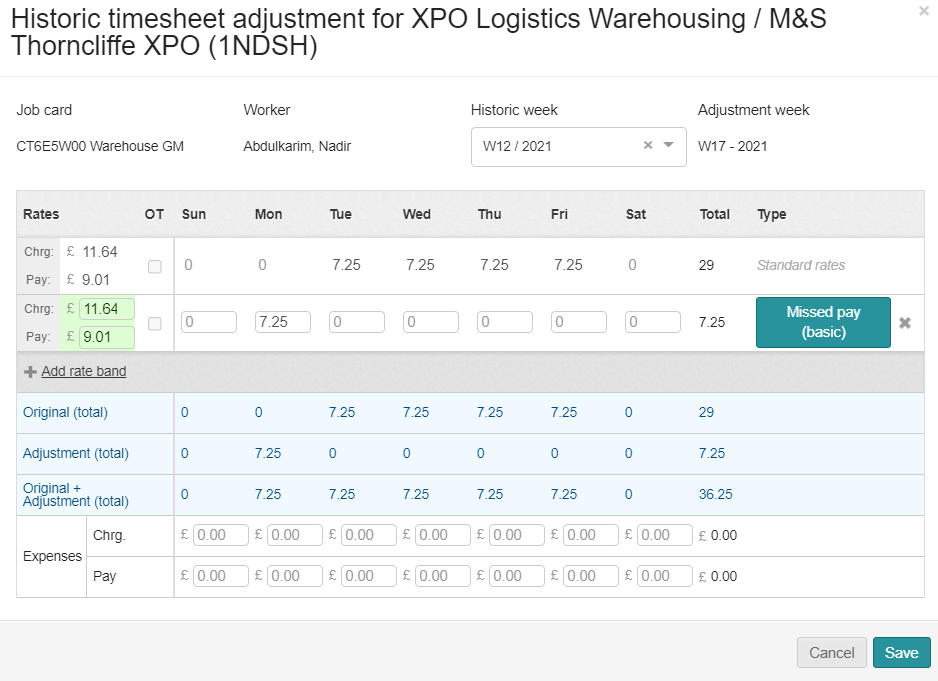 Historic timesheet adjustment for XPO Logistics Warehousing / M&S
Thorncliffe XPO (1NDSH)
×
Job card Worker Historic week Adjustment week
CT6E5W00 Warehouse GM Abdulkarim, Nadir W12 / 2021 × W17 - 2021
Rates OT Sun Mon Tue Wed Thu Fri Sat Total Type
Chrg: £ 11.64
0 0 7.25 7.25 7.25 7.25 0 29 Standard rates
Pay: £ 9.01
Chrg: £ 11.64
0 7.25 0 0 0 0 0 7.25 Missed pay
(basic)
Pay: £ 9.01
Add rate band
Original (total) 0 0 7.25 7.25 7.25 7.25 0 29
Adjustment (total) 0 7.25 0 0 0 0 0 7.25
Original +
Adjustment (total) 0 7.25 7.25 7.25 7.25 7.25 0 36.25
Expenses
Chrg. £ 0.00 £ 0.00 £ 0.00 £ 0.00 £ 0.00 £ 0.00 £ 0.00 £ 0.00
Pay £ 0.00 £ 0.00 £ 0.00 £ 0.00 £ 0.00 £ 0.00 £ 0.00 £ 0.00
Cancel Save